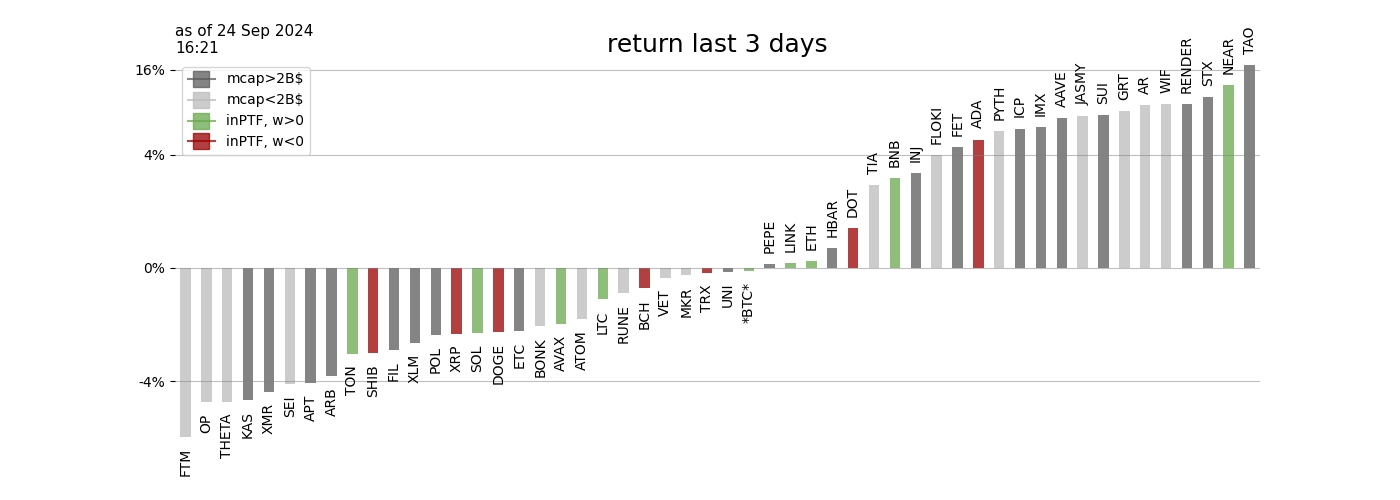 as of 24 Sep 2024
16:21
return last 3 days
mcap>2B$
mcap<2B$
inPTF, w>0
inPTF, w<0
16%
4%
0%
-4%
FTM
OP
THETA
KAS
XMR
SEI
APT
ARB
TON
SHIB
FIL
XLM
POL
XRP
SOL
DOGE
ETC
BONK
AVAX
ATOM
LTC
RUNE
BCH
VET
MKR
TRX
UNI
*BTC*
PEPE
LINK
ETH
HBAR
DOT
TIA
BNB
INJ
FLOKI
FET
ADA
PYTH
ICP
IMX
AAVE
JASMY
SUI
GRT
AR
WIF
RENDER
STX
NEAR
TAO